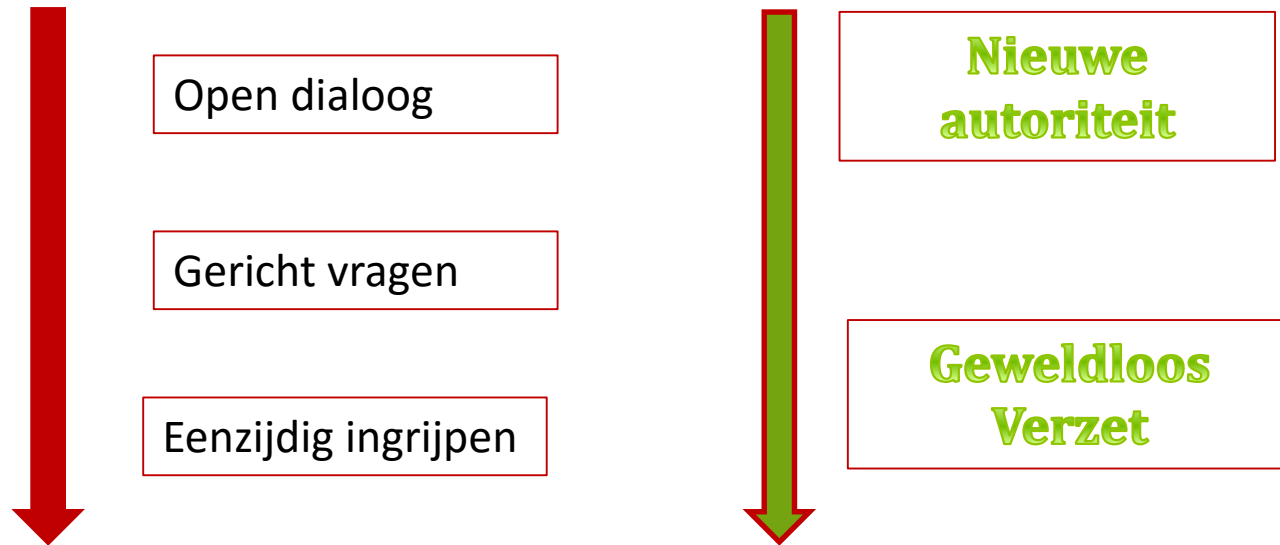 Open dialoog
Gericht vragen
Eenzijdig ingrijpen
Nieuwe
autoriteit
Geweldloos
Verzet